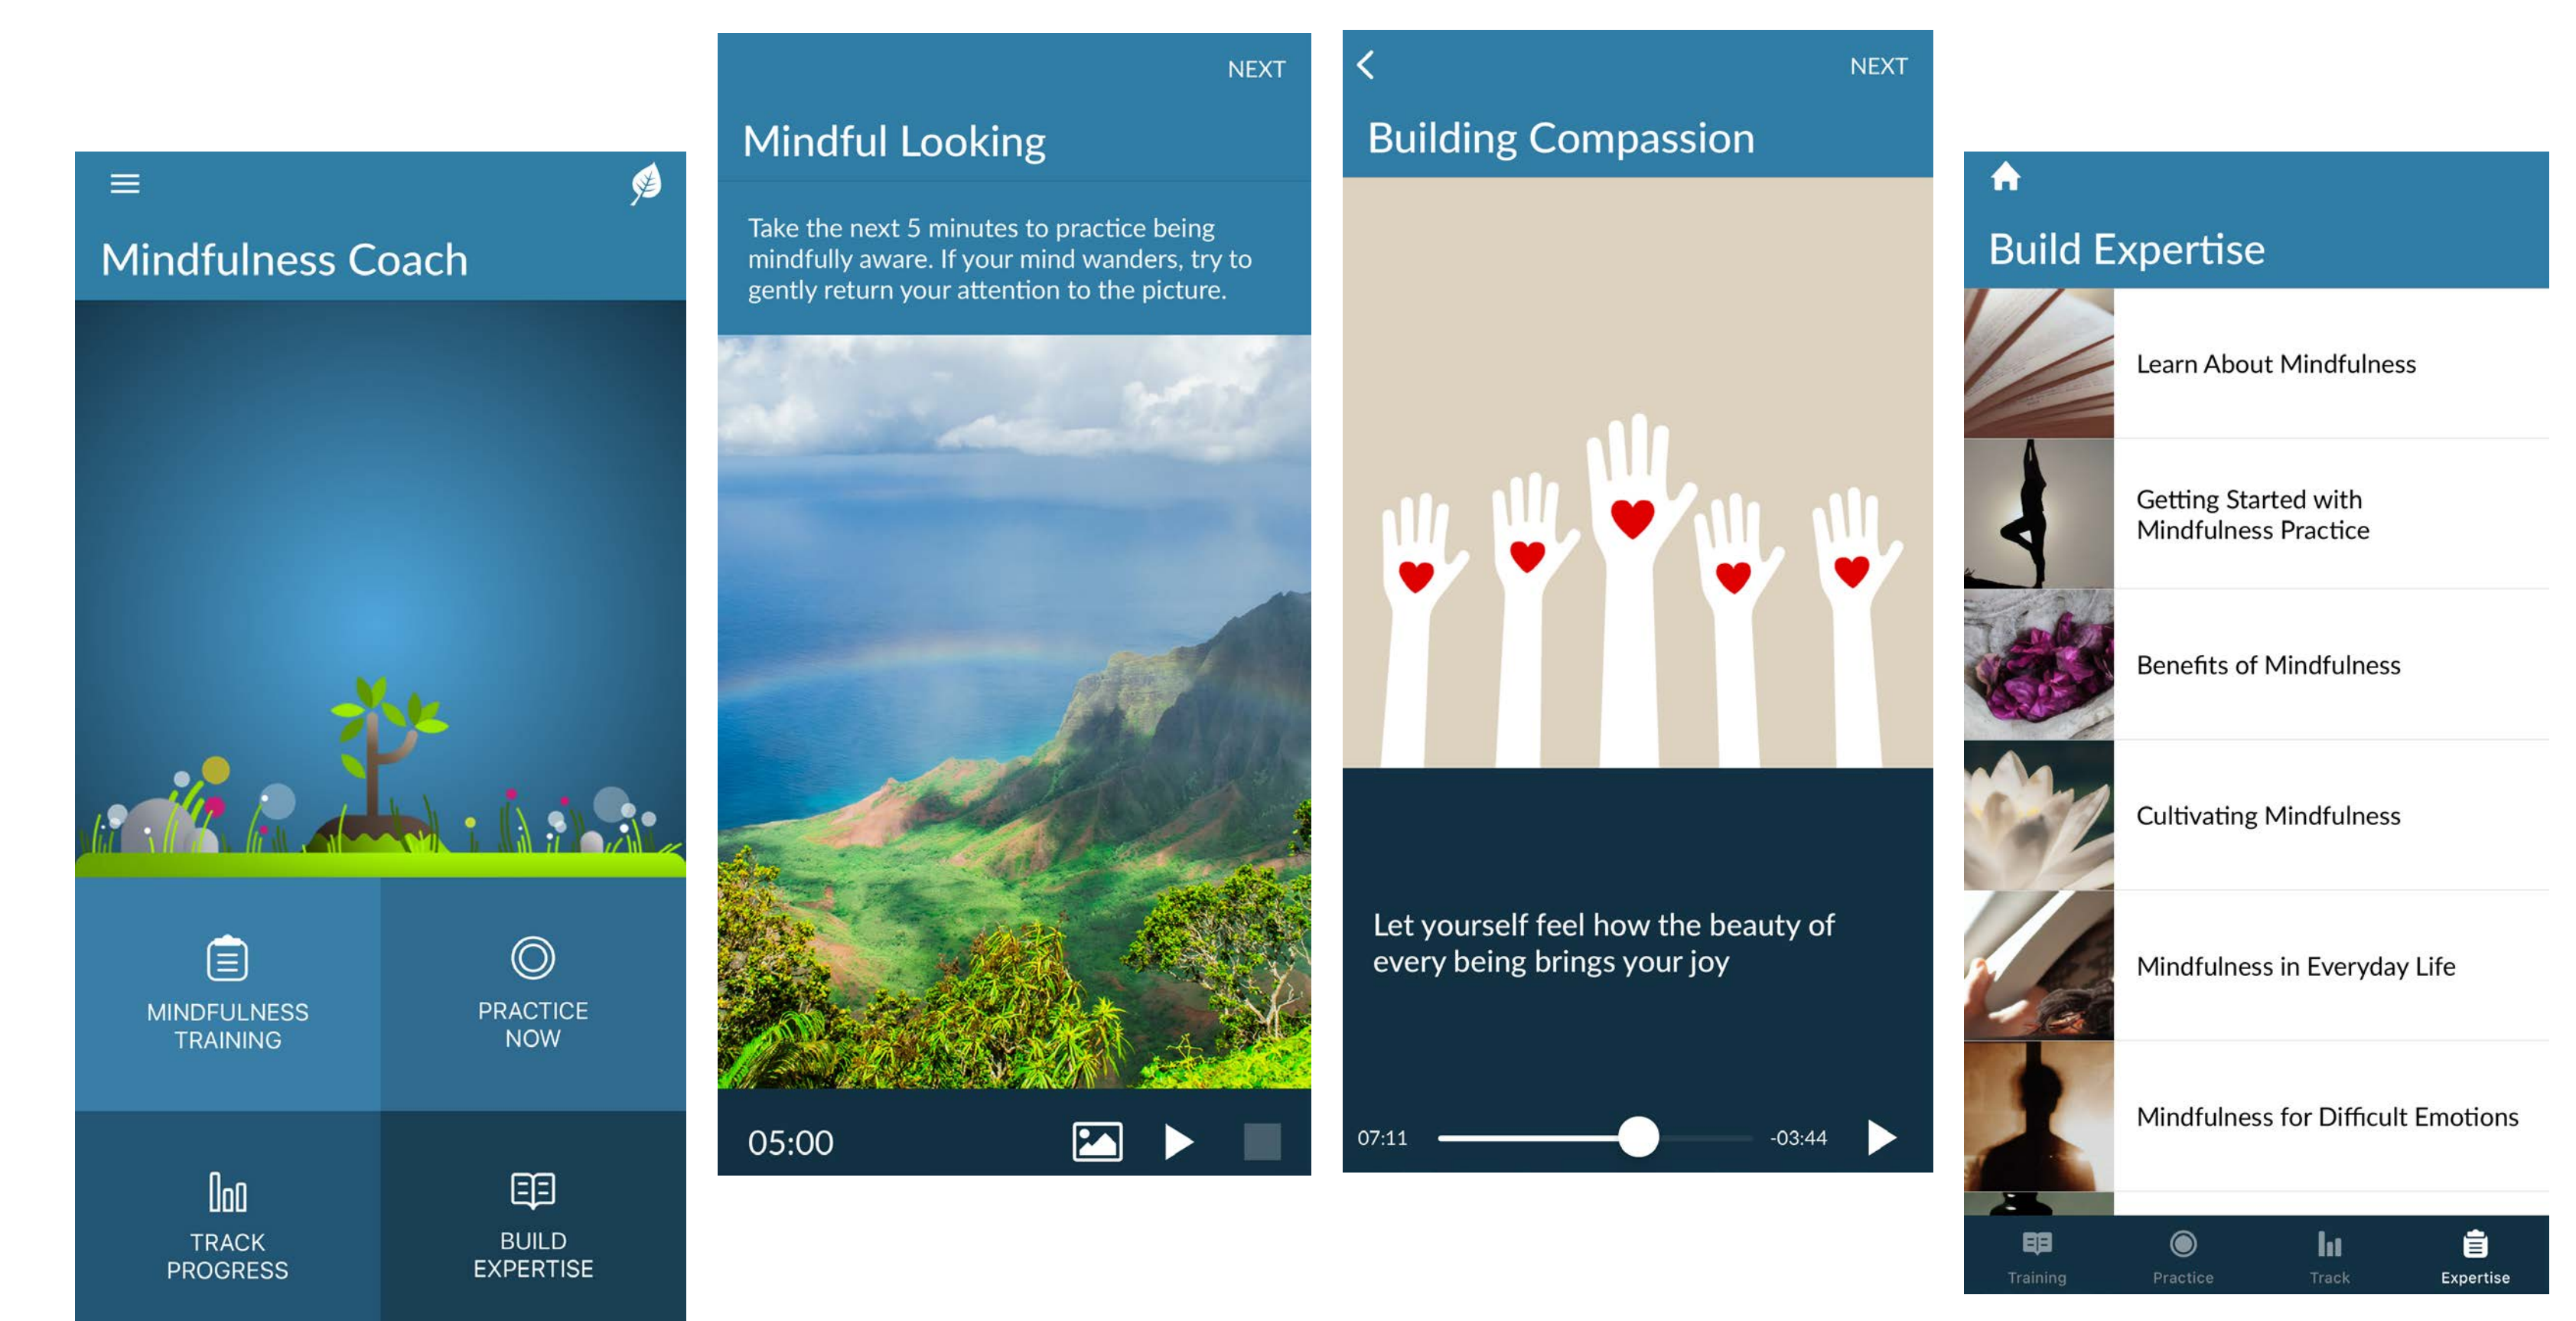 Mindfulness Coach
MINDFULNESS
TRAINING
PRACTICE
NOW
TRACK
PROGRESS
BUILD
EXPERTISE
NEXT
Mindful Looking
Take the next 5 minutes to practice being
mindfully aware. If your mind wanders, try to
gently return your attention to the picture.
05:00
NEXT
Building Compassion
Let yourself feel how the beauty of
every being brings your joy
07:11
-03:44
Build Expertise
Learn About Mindfulness
Getting Started with
Mindfulness Practice
Benefits of Mindfulness
Cultivating Mindfulness
Mindfulness in Everyday Life
Mindfulness for Difficult Emotions
Training
Practice
Track
Expertise